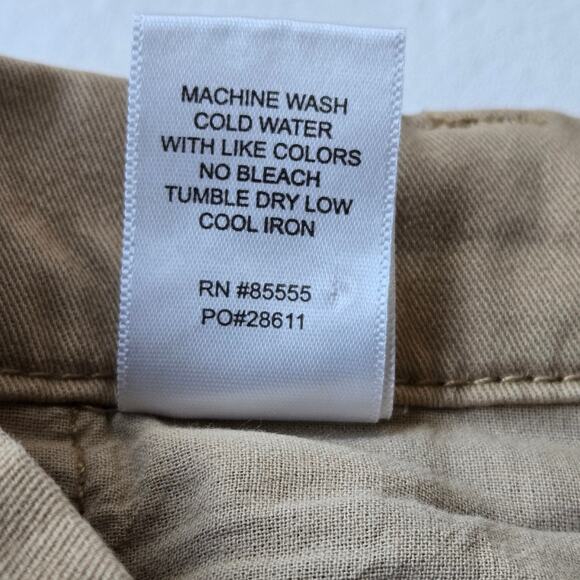 MACHINE WASH
COLD WATER
WITH LIKE COLORS
NO BLEACH
TUMBLE DRY LOW
COOL IRON
RN #85555
PO#28611